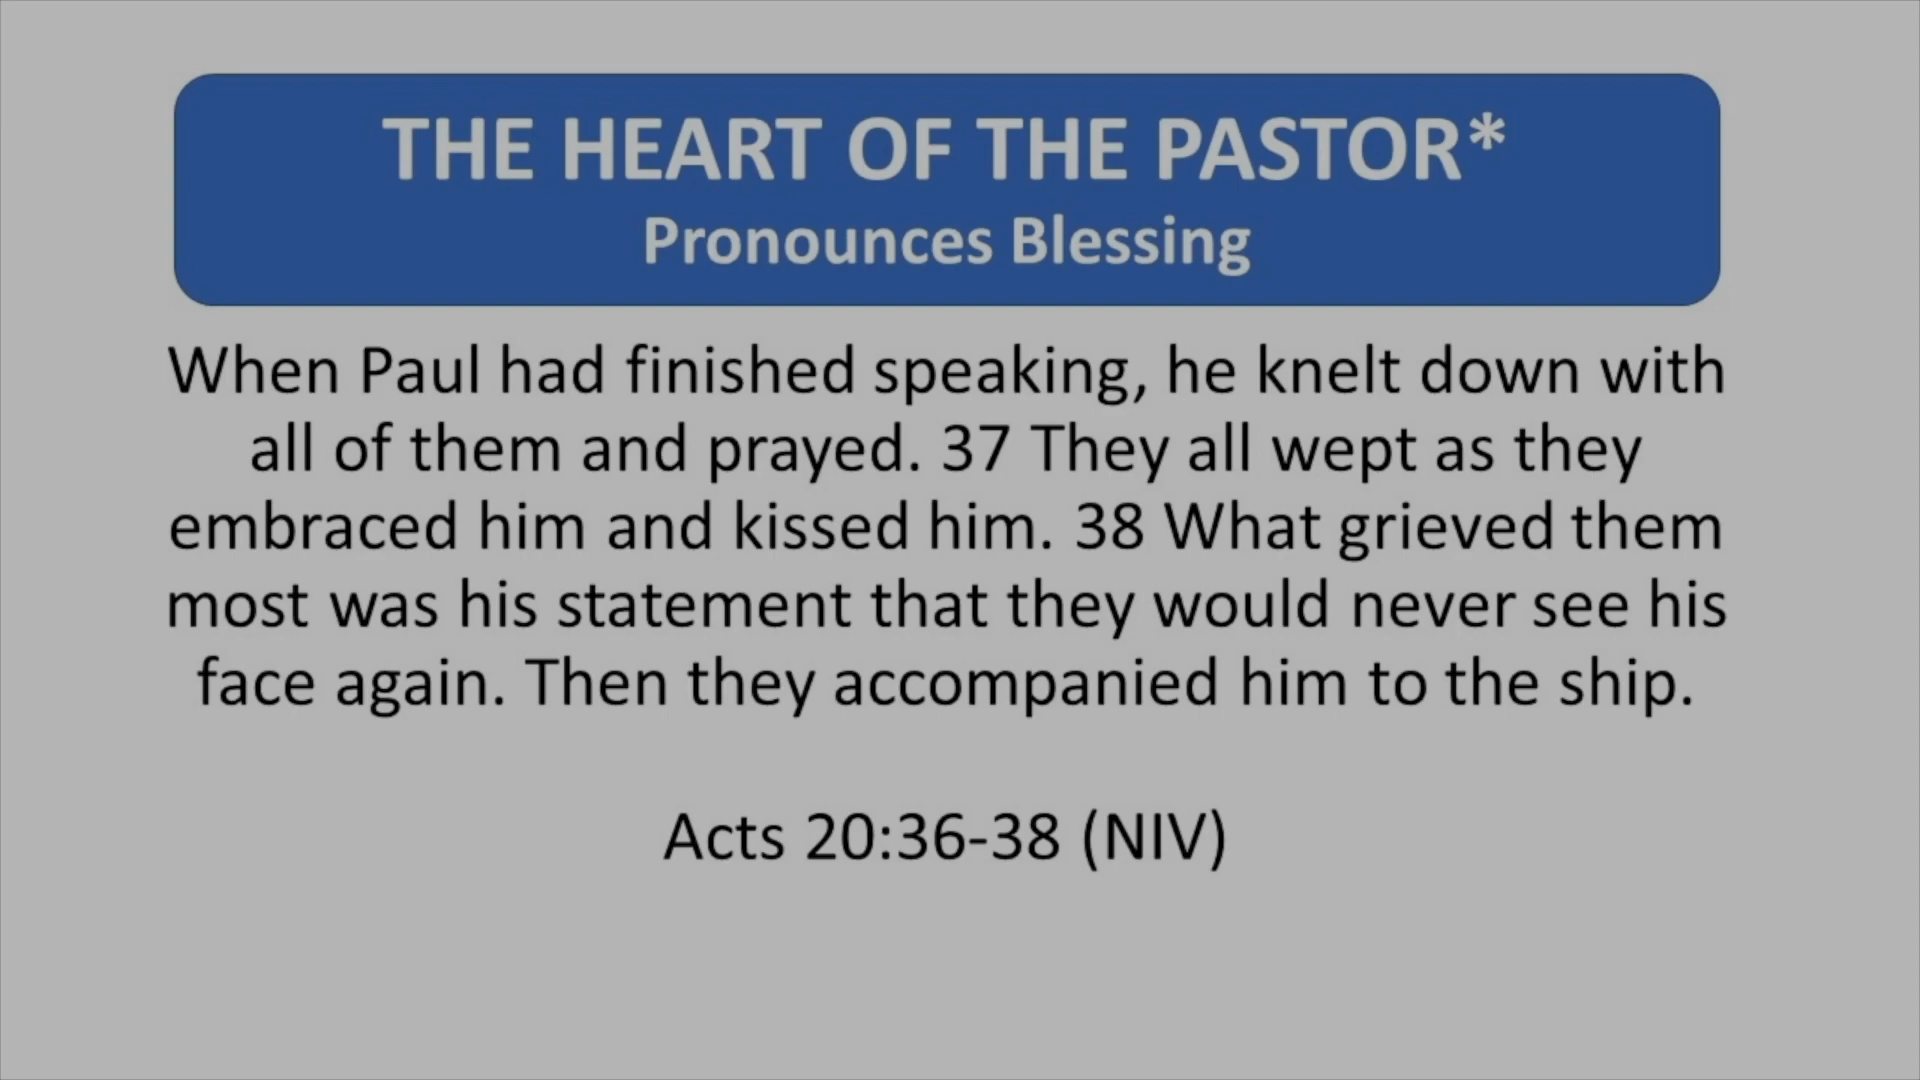 THE HEART OF THE PASTOR*
Pronounces Blessing
When Paul had finished speaking, he knelt down with
all of them and prayed. 37 They all wept as they
embraced him and kissed him. 38 What grieved them
most was his statement that they would never see his
face again. Then they accompanied him to the ship.
Acts 20:36-38 (NIV)